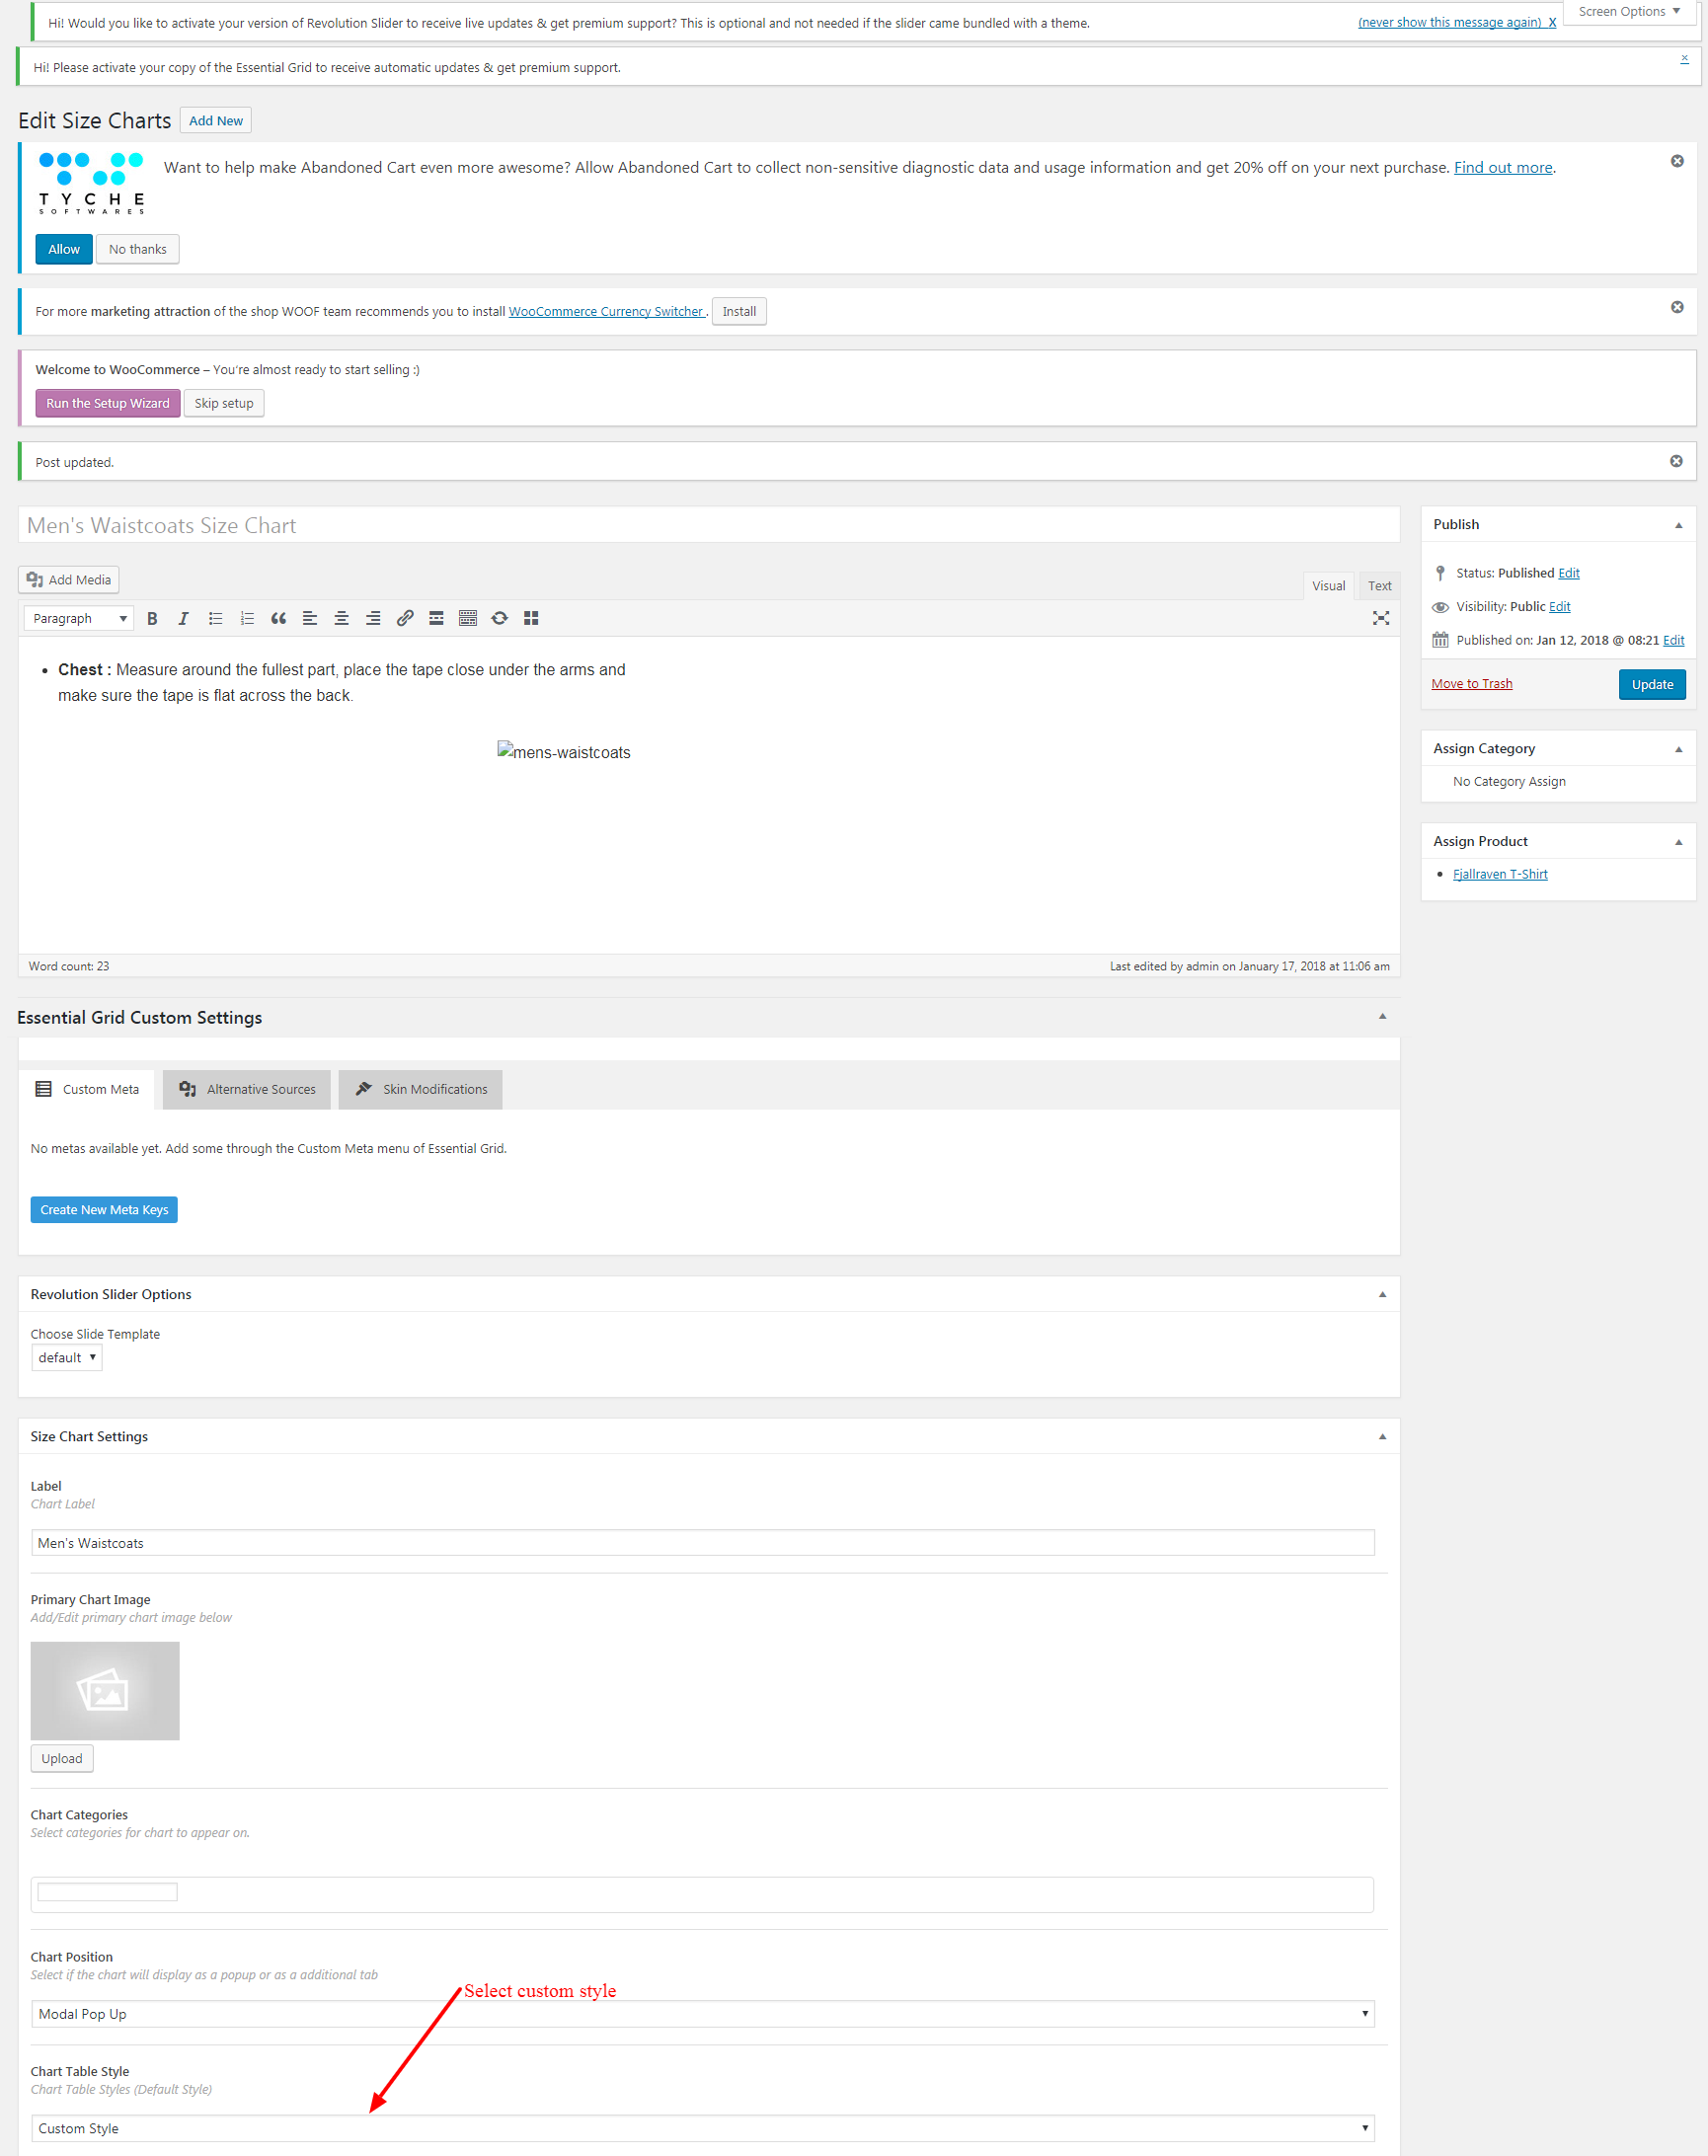 Hi! Would you like to activate your version of Revolution Slider to receive live updates & get premium support? This is optional and not needed if the slider came bundled with a theme.
(never show this message again) X
Screen Options
Hi! Please activate your copy of the Essential Grid to receive automatic updates & get premium support.
×
Edit Size Charts
Add New
TYCHE
SOFTWARES
Want to help make Abandoned Cart even more awesome? Allow Abandoned Cart to collect non-sensitive diagnostic data and usage information and get 20% off on your next purchase. Find out more.
Allow
No thanks
For more marketing attraction of the shop WOOF team recommends you to install WooCommerce Currency Switcher .
Install
Welcome to WooCommerce – You're almost ready to start selling :)
Run the Setup Wizard
Skip setup
Post updated.
Men's Waistcoats Size Chart
Add Media
Visual
Text
Paragraph
B
I
• Chest : Measure around the fullest part, place the tape close under the arms and
make sure the tape is flat across the back.
mens-waistcoats
Word count: 23
Last edited by admin on January 17, 2018 at 11:06 am
Publish
Status: Published Edit
Visibility: Public Edit
Published on: Jan 12, 2018 @ 08:21 Edit
Move to Trash
Update
Assign Category
No Category Assign
Assign Product
• Fjallraven T-Shirt
Essential Grid Custom Settings
Custom Meta
Alternative Sources
Skin Modifications
No metas available yet. Add some through the Custom Meta menu of Essential Grid.
Create New Meta Keys
Revolution Slider Options
Choose Slide Template
default
Size Chart Settings
Label
Chart Label
Men's Waistcoats
Primary Chart Image
Add/Edit primary chart image below
Upload
Chart Categories
Select categories for chart to appear on.
Chart Position
Select if the chart will display as a popup or as a additional tab
Select custom style
Modal Pop Up
Chart Table Style
Chart Table Styles (Default Style)
Custom Style